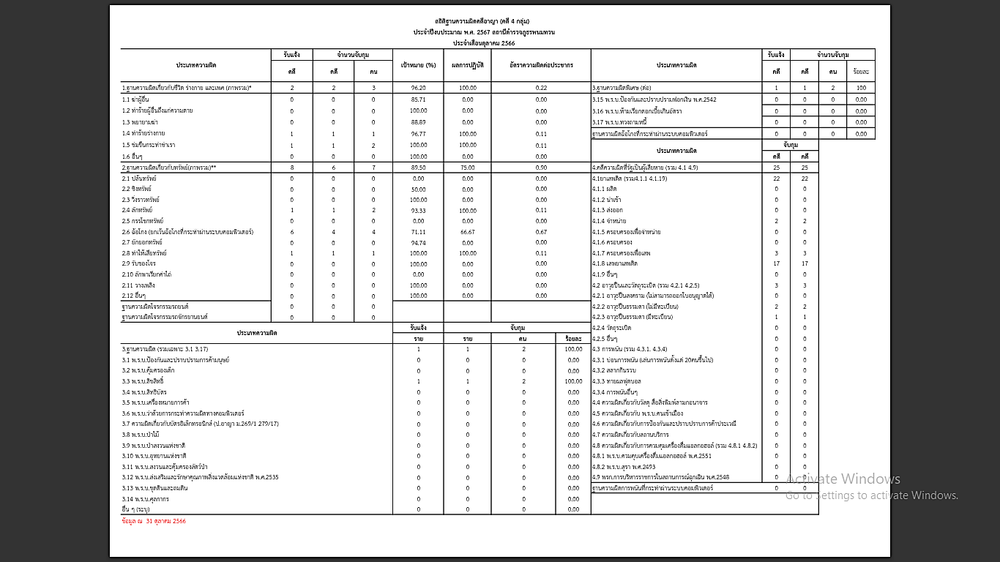 สถิติฐานความผิดคดีอาญา (คดี 4 กลุ่ม)
ประจำปีงบประมาณ พ.ศ. 2567 สถานีตำรวจภูธรพนมทวน
ประจำเดือนตุลาคม 2566
ประเภทความผิด รับแจ้ง จำนวนจับกุม เป้าหมาย (%) ผลการปฏิบัติ อัตราความผิดต่อประชากร
คดี คดี คน
1.ฐานความผิดเกี่ยวกับชีวิต ร่างกาย และเพศ (ภาพรวม)* 2 2 3 96.20 100.00 0.22
1.1 ฆ่าผู้อื่น 0 0 0 85.71 0.00 0.00
1.2 ทำร้ายผู้อื่นถึงแก่ความตาย 0 0 0 100.00 0.00 0.00
1.3 พยายามฆ่า 0 0 0 88.89 0.00 0.00
1.4 ทำร้ายร่างกาย 1 1 1 96.77 100.00 0.11
1.5 ข่มขืนกระทำชำเรา 1 1 2 100.00 100.00 0.11
1.6 อื่นๆ 0 0 0 100.00 0.00 0.00
2.ฐานความผิดเกี่ยวกับทรัพย์(ภาพรวม)** 8 6 7 89.50 75.00 0.90
2.1 ปล้นทรัพย์ 0 0 0 0.00 0.00 0.00
2.2 ชิงทรัพย์ 0 0 0 50.00 0.00 0.00
2.3 วิ่งราวทรัพย์ 0 0 0 100.00 0.00 0.00
2.4 ลักทรัพย์ 1 1 2 93.33 100.00 0.11
2.5 กรรโชกทรัพย์ 0 0 0 0.00 0.00 0.00
2.6 ฉ้อโกง (ยกเว้นฉ้อโกงที่กระทำผ่านระบบคอมพิวเตอร์) 6 4 4 71.11 66.67 0.67
2.7 ยักยอกทรัพย์ 0 0 0 94.74 0.00 0.00
2.8 ทำให้เสียทรัพย์ 1 1 1 100.00 100.00 0.11
2.9 รับของโจร 0 0 0 100.00 0.00 0.00
2.10 ลักพาเรียกค่าไถ่ 0 0 0 0.00 0.00 0.00
2.11 วางเพลิง 0 0 0 100.00 0.00 0.00
2.12 อื่นๆ 0 0 0 100.00 0.00 0.00
ฐานความผิดโจรกรรมรถยนต์ 0 0 0
ฐานความผิดโจรกรรมรถจักรยานยนต์ 0 0 0
ประเภทความผิด รับแจ้ง จับกุม
ราย ราย คน ร้อยละ
3.ฐานความผิด (รวมเฉพาะ 3.1 3.17) 1 1 2 100.00
3.1 พ.ร.บ.ป้องกันและปราบปรามการค้ามนุษย์ 0 0 0 0.00
3.2 พ.ร.บ.คุ้มครองเด็ก 0 0 0 0.00
3.3 พ.ร.บ.ลิขสิทธิ์ 1 1 2 100.00
3.4 พ.ร.บ.สิทธิบัตร 0 0 0 0.00
3.5 พ.ร.บ.เครื่องหมายการค้า 0 0 0 0.00
3.6 พ.ร.บ.ว่าด้วยการกระทำความผิดทางคอมพิวเตอร์ 0 0 0 0.00
3.7 ความผิดเกี่ยวกับบัตรอิเล็กทรอนิกส์ (ป.อาญา ม.269/1 279/17) 0 0 0 0.00
3.8 พ.ร.บ.ป่าไม้ 0 0 0 0.00
3.9 พ.ร.บ.ป่าสงวนแห่งชาติ 0 0 0 0.00
3.10 พ.ร.บ.อุทยานแห่งชาติ 0 0 0 0.00
3.11 พ.ร.บ.สงวนและคุ้มครองสัตว์ป่า 0 0 0 0.00
3.12 พ.ร.บ.ส่งเสริมและรักษาคุณภาพสิ่งแวดล้อมแห่งชาติ พ.ศ.2535 0 0 0 0.00
3.13 พ.ร.บ.ขุดดินและถมดิน 0 0 0 0.00
3.14 พ.ร.บ.ศุลกากร 0 0 0 0.00
อื่น ๆ (ระบุ) 0 0 0 0.00
ข้อมูล ณ 31 ตุลาคม 2566
ประเภทความผิด รับแจ้ง จำนวนจับกุม
คดี คดี คน ร้อยละ
3.ฐานความผิดพิเศษ (ต่อ) 1 1 2 100
3.15 พ.ร.บ.ป้องกันและปราบปรามฟอกเงิน พ.ศ.2542 0 0 0 0.00
3.16 พ.ร.บ.ห้ามเรียกดอกเบี้ยเกินอัตรา 0 0 0 0.00
3.17 พ.ร.บ.ทวงถามหนี้ 0 0 0 0.00
ฐานความผิดฉ้อโกงที่กระทำผ่านระบบคอมพิวเตอร์ 0 0 0 0.00
ประเภทความผิด จับกุม
คดี คดี
4.คดีความผิดที่รัฐเป็นผู้เสียหาย (รวม 4.1 4.9) 25 25
4.1ยาเสพติด (รวม4.1.1 4.1.19) 22 22
4.1.1 ผลิต 0 0
4.1.2 นำเข้า 0 0
4.1.3 ส่งออก 0 0
4.1.4 จำหน่าย 2 2
4.1.5 ครอบครองเพื่อจำหน่าย 0 0
4.1.6 ครอบครอง 0 0
4.1.7 ครอบครองเพื่อเสพ 3 3
4.1.8 เสพยาเสพติด 17 17
4.1.9 อื่นๆ 0 0
4.2 อาวุธปืนและวัตถุระเบิด (รวม 4.2.1 4.2.5) 3 3
4.2.1 อาวุธปืนสงคราม (ไม่สามารถออกใบอนุญาตได้) 0 0
4.2.2 อาวุธปืนธรรมดา (ไม่มีทะเบียน) 2 2
4.2.3 อาวุธปืนธรรมดา (มีทะเบียน) 1 1
4.2.4 วัตถุระเบิด 0 0
4.2.5 อื่นๆ 0 0
4.3 การพนัน (รวม 4.3.1. 4.3.4) 0 0
4.3.1 บ่อนการพนัน (เล่นการพนันตั้งแต่ 20คนขึ้นไป) 0 0
4.3.2 สลากกินรวบ 0 0
4.3.3 ทายผลฟุตบอล 0 0
4.3.4 การพนันอื่นๆ 0 0
4.4 ความผิดเกี่ยวกับวัสดุ สื่อสิ่งพิมพ์ลามกอนาจาร 0 0
4.5 ความผิดเกี่ยวกับ พ.ร.บ.คนเข้าเมือง 0 0
4.6 ความผิดเกี่ยวกับการป้องกันและปราบปราบการค้าประเวณี 0 0
4.7 ความผิดเกี่ยวกับสถานบริการ 0 0
4.8 ความผิดเกี่ยวกับการควบคุมเครื่องดื่มแอลกอฮอล์ (รวม 4.8.1 4.8.2) 0 0
4.8.1 พ.ร.บ.ควบคุบเครื่องดื่มแอลกอฮอล์ พ.ศ.2551 0 0
4.8.2 พ.ร.บ.สุรา พ.ศ.2493 0 0
4.9 พรก.การบริหารราชการในสถานการณ์ฉุกเฉิน พ.ศ.2548 0 0
ฐานความผิดการพนันที่กระทำผ่านระบบคอมพิวเตอร์ 0 0
Activate Windows
Go to Settings to activate Windows.